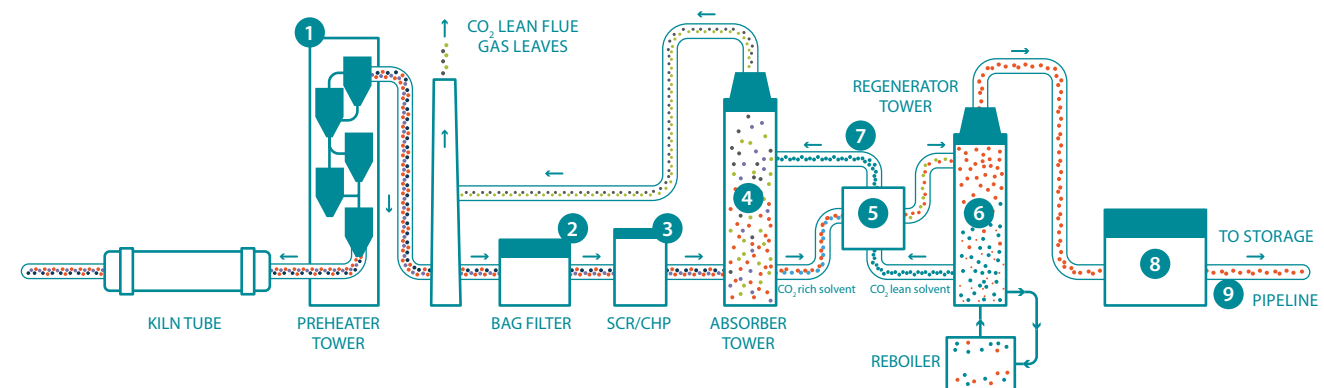 1
CO₂ LEAN FLUE
GAS LEAVES
REGENERATOR
TOWER
7
4
5
6
2
3
8
TO STORAGE
9 PIPELINE
CO₂ rich solvent
CO₂ lean solvent
KILN TUBE
PREHEATER
TOWER
BAG FILTER
SCR/CHP
ABSORBER
TOWER
REBOILER